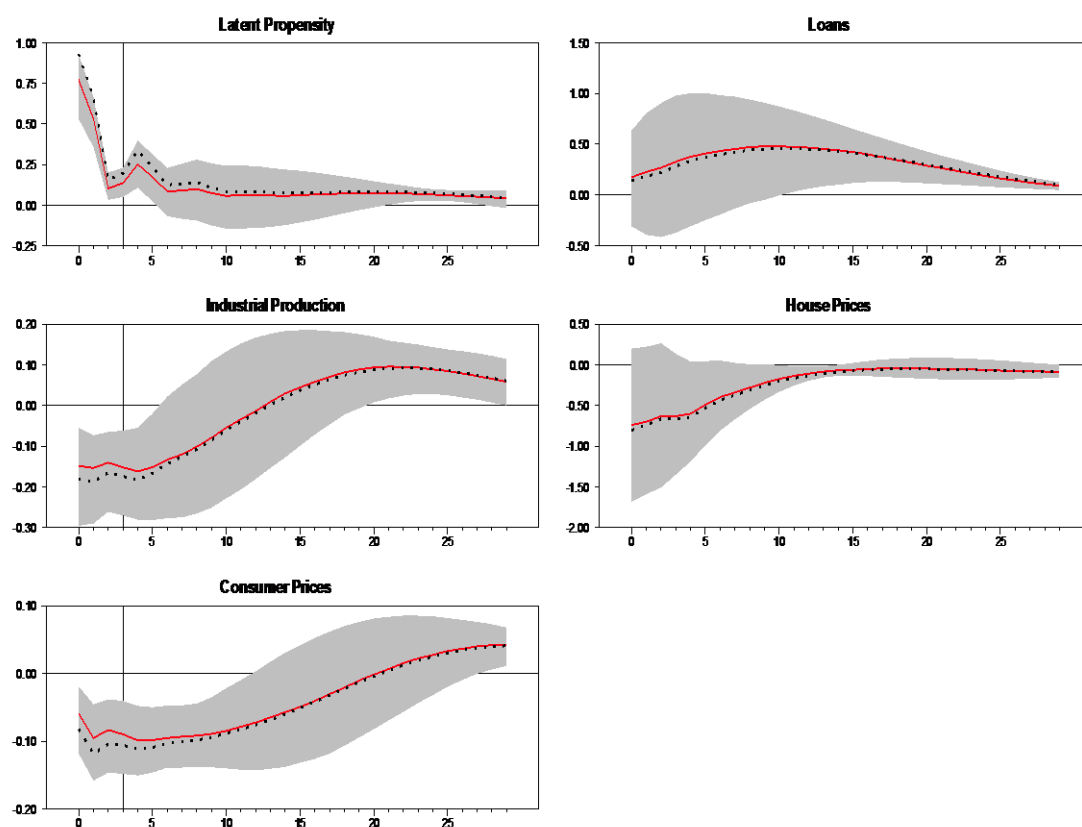 Latent Propensity
1.00
0.75
0.50
0.25
0.00
-0.25
0 5 10 15 20 25
Loans
1.50
1.00
0.50
0.00
-0.50
0 5 10 15 20 25
Industrial Production
0.20
0.10
0.00
-0.10
-0.20
-0.30
0 5 10 15 20 25
House Prices
0.50
0.00
-0.50
-1.00
-1.50
-2.00
0 5 10 15 20 25
Consumer Prices
0.10
0.00
-0.10
-0.20
0 5 10 15 20 25